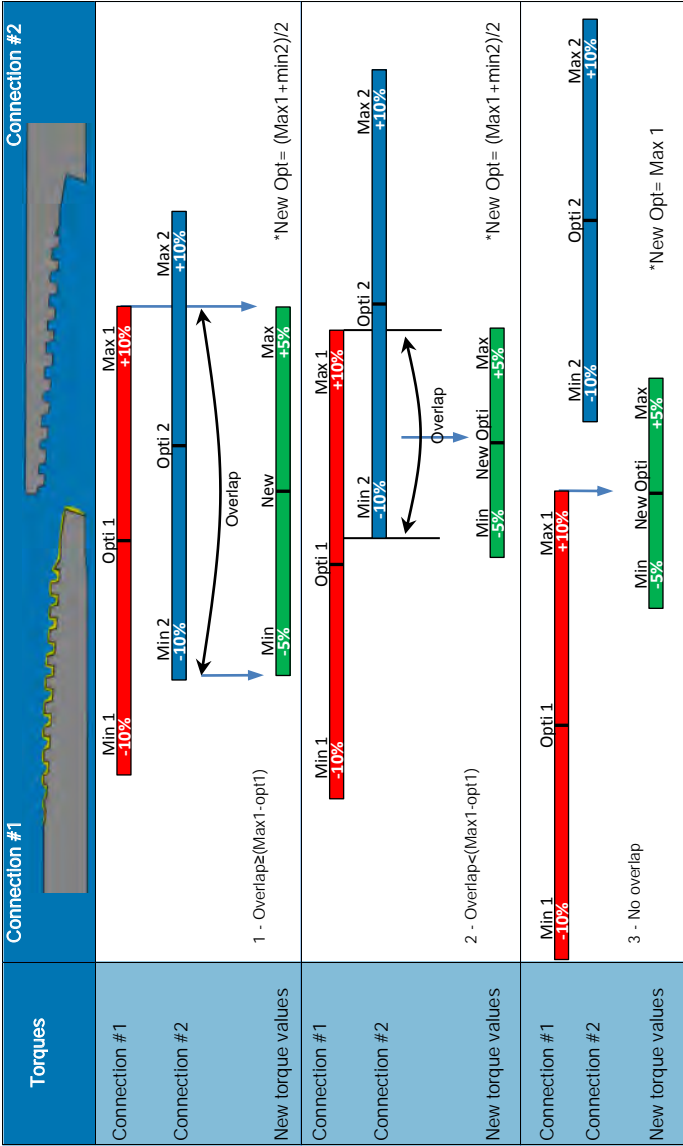 Torques
Connection #1
Connection #2
Connection #1
Min 1
Opti 1
Max 1
-10%
+10%
Connection #2
Min 2
Opti 2
Max 2
-10%
+10%
Overlap
New torque values
Min
New
Max
-5%
+5%
1 - Overlap≥(Max1-opt1)
*New Opt= (Max1+min2)/2
Connection #1
Min 1
Opti 1
Max 1
-10%
+10%
Connection #2
Min 2
Opti 2
Max 2
-10%
+10%
Overlap
New torque values
Min
New Opti
Max
-5%
+5%
2 - Overlap<(Max1-opt1)
*New Opt= (Max1+min2)/2
Connection #1
Min 1
Opti 1
Max 1
-10%
+10%
Connection #2
Min 2
Opti 2
Max 2
-10%
+10%
New torque values
Min
New Opti
Max
-5%
+5%
3 - No overlap
*New Opt= Max 1